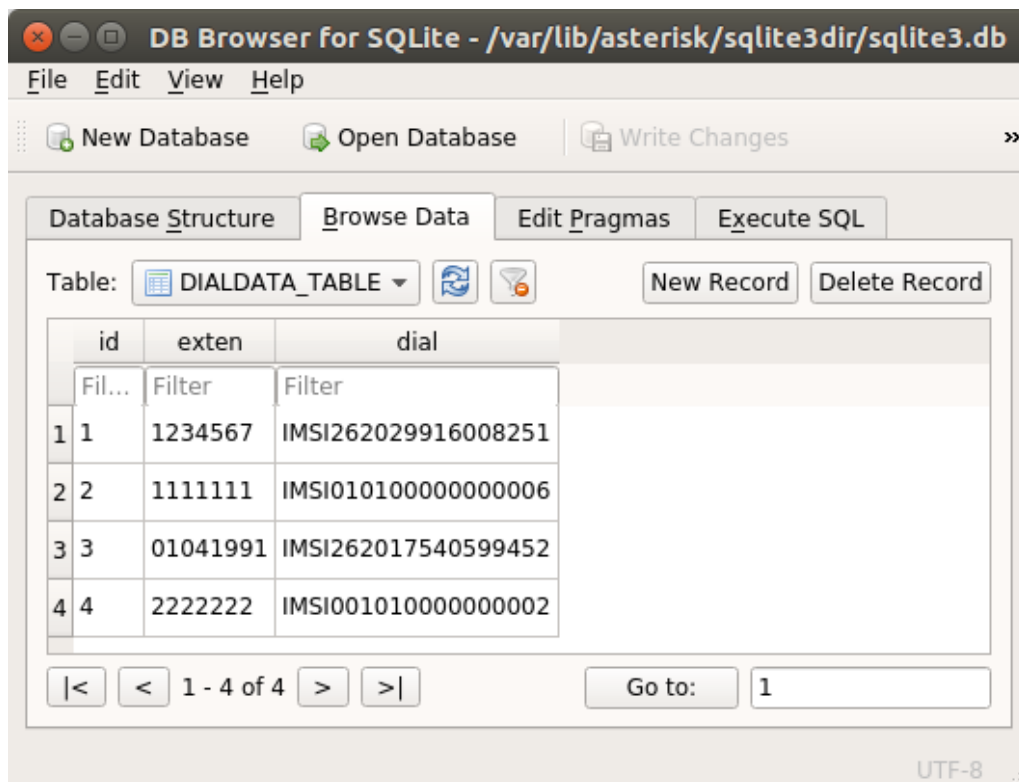 DB Browser for SQLite - /var/lib/asterisk/sqlite3dir/sqlite3.db
File Edit View Help
New Database Open Database Write Changes »
Database Structure Browse Data Edit Pragmas Execute SQL
Table: DIALDATA_TABLE New Record Delete Record
id exten dial
Fil... Filter Filter
1 1 1234567 IMSI262029916008251
2 2 1111111 IMSI010100000000006
3 3 01041991 IMSI262017540599452
4 4 2222222 IMSI001010000000002
|< < 1 - 4 of 4 > >| Go to: 1
UTF-8